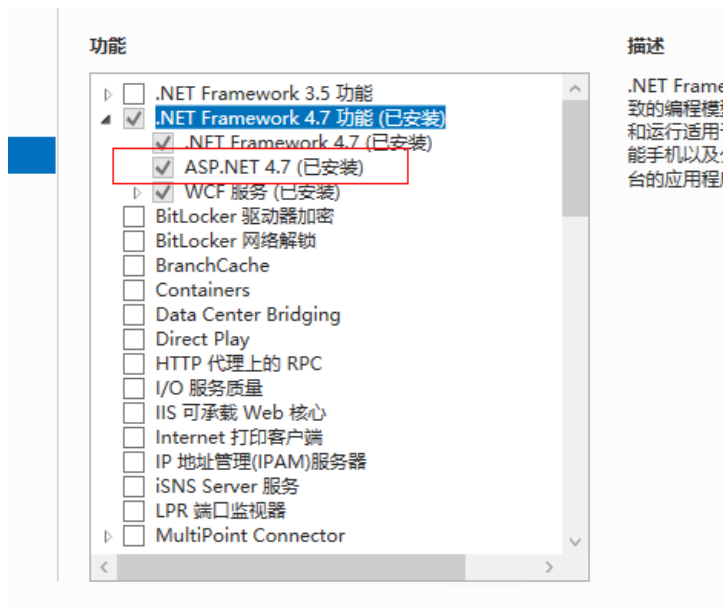 功能
.NET Framework 3.5 功能
.NET Framework 4.7 功能 (已安装)
.NET Framework 4.7 (已安装)
ASP.NET 4.7 (已安装)
WCF 服务 (已安装)
BitLocker 驱动器加密
BitLocker 网络解锁
BranchCache
Containers
Data Center Bridging
Direct Play
HTTP 代理上的 RPC
I/O 服务质量
IIS 可承载 Web 核心
Internet 打印客户端
IP 地址管理(IPAM)服务器
iSNS Server 服务
LPR 端口监视器
MultiPoint Connector
描述
.NET Frame
致的编程模
和运行适用
能手机以及
台的应用程